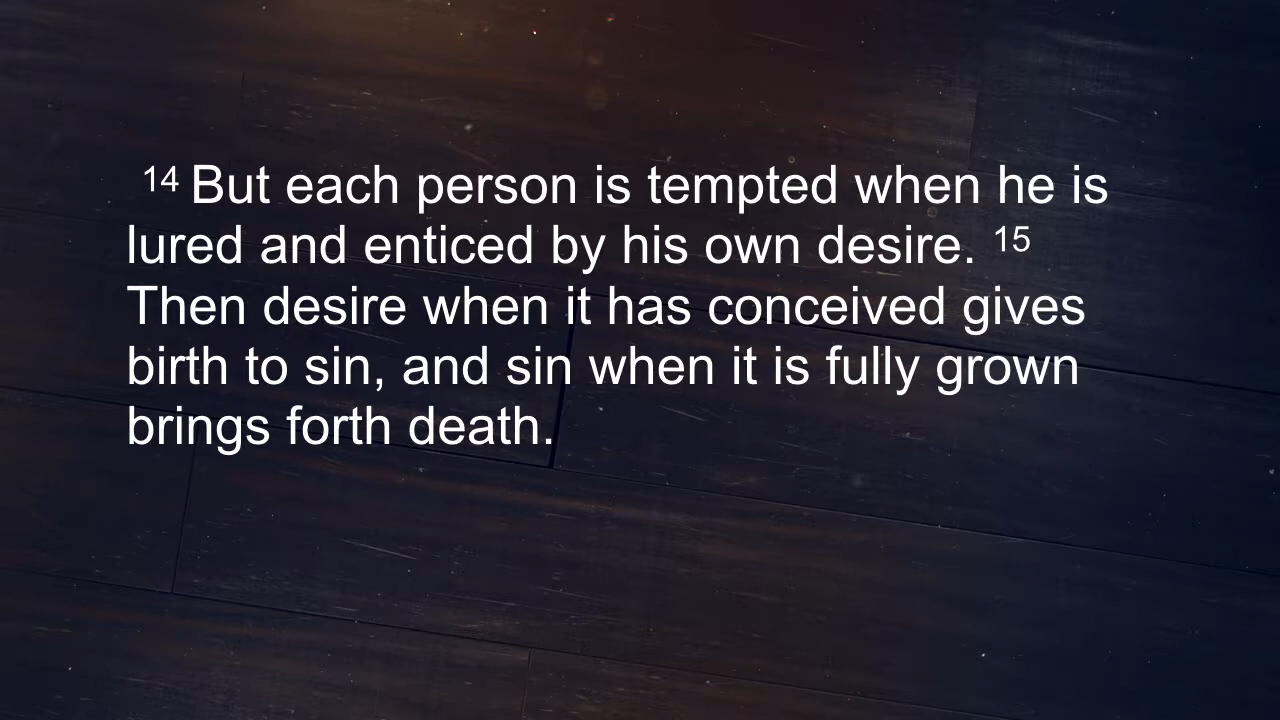 14 But each person is tempted when he is
lured and enticed by his own desire. 15
Then desire when it has conceived gives
birth to sin, and sin when it is fully grown
brings forth death.